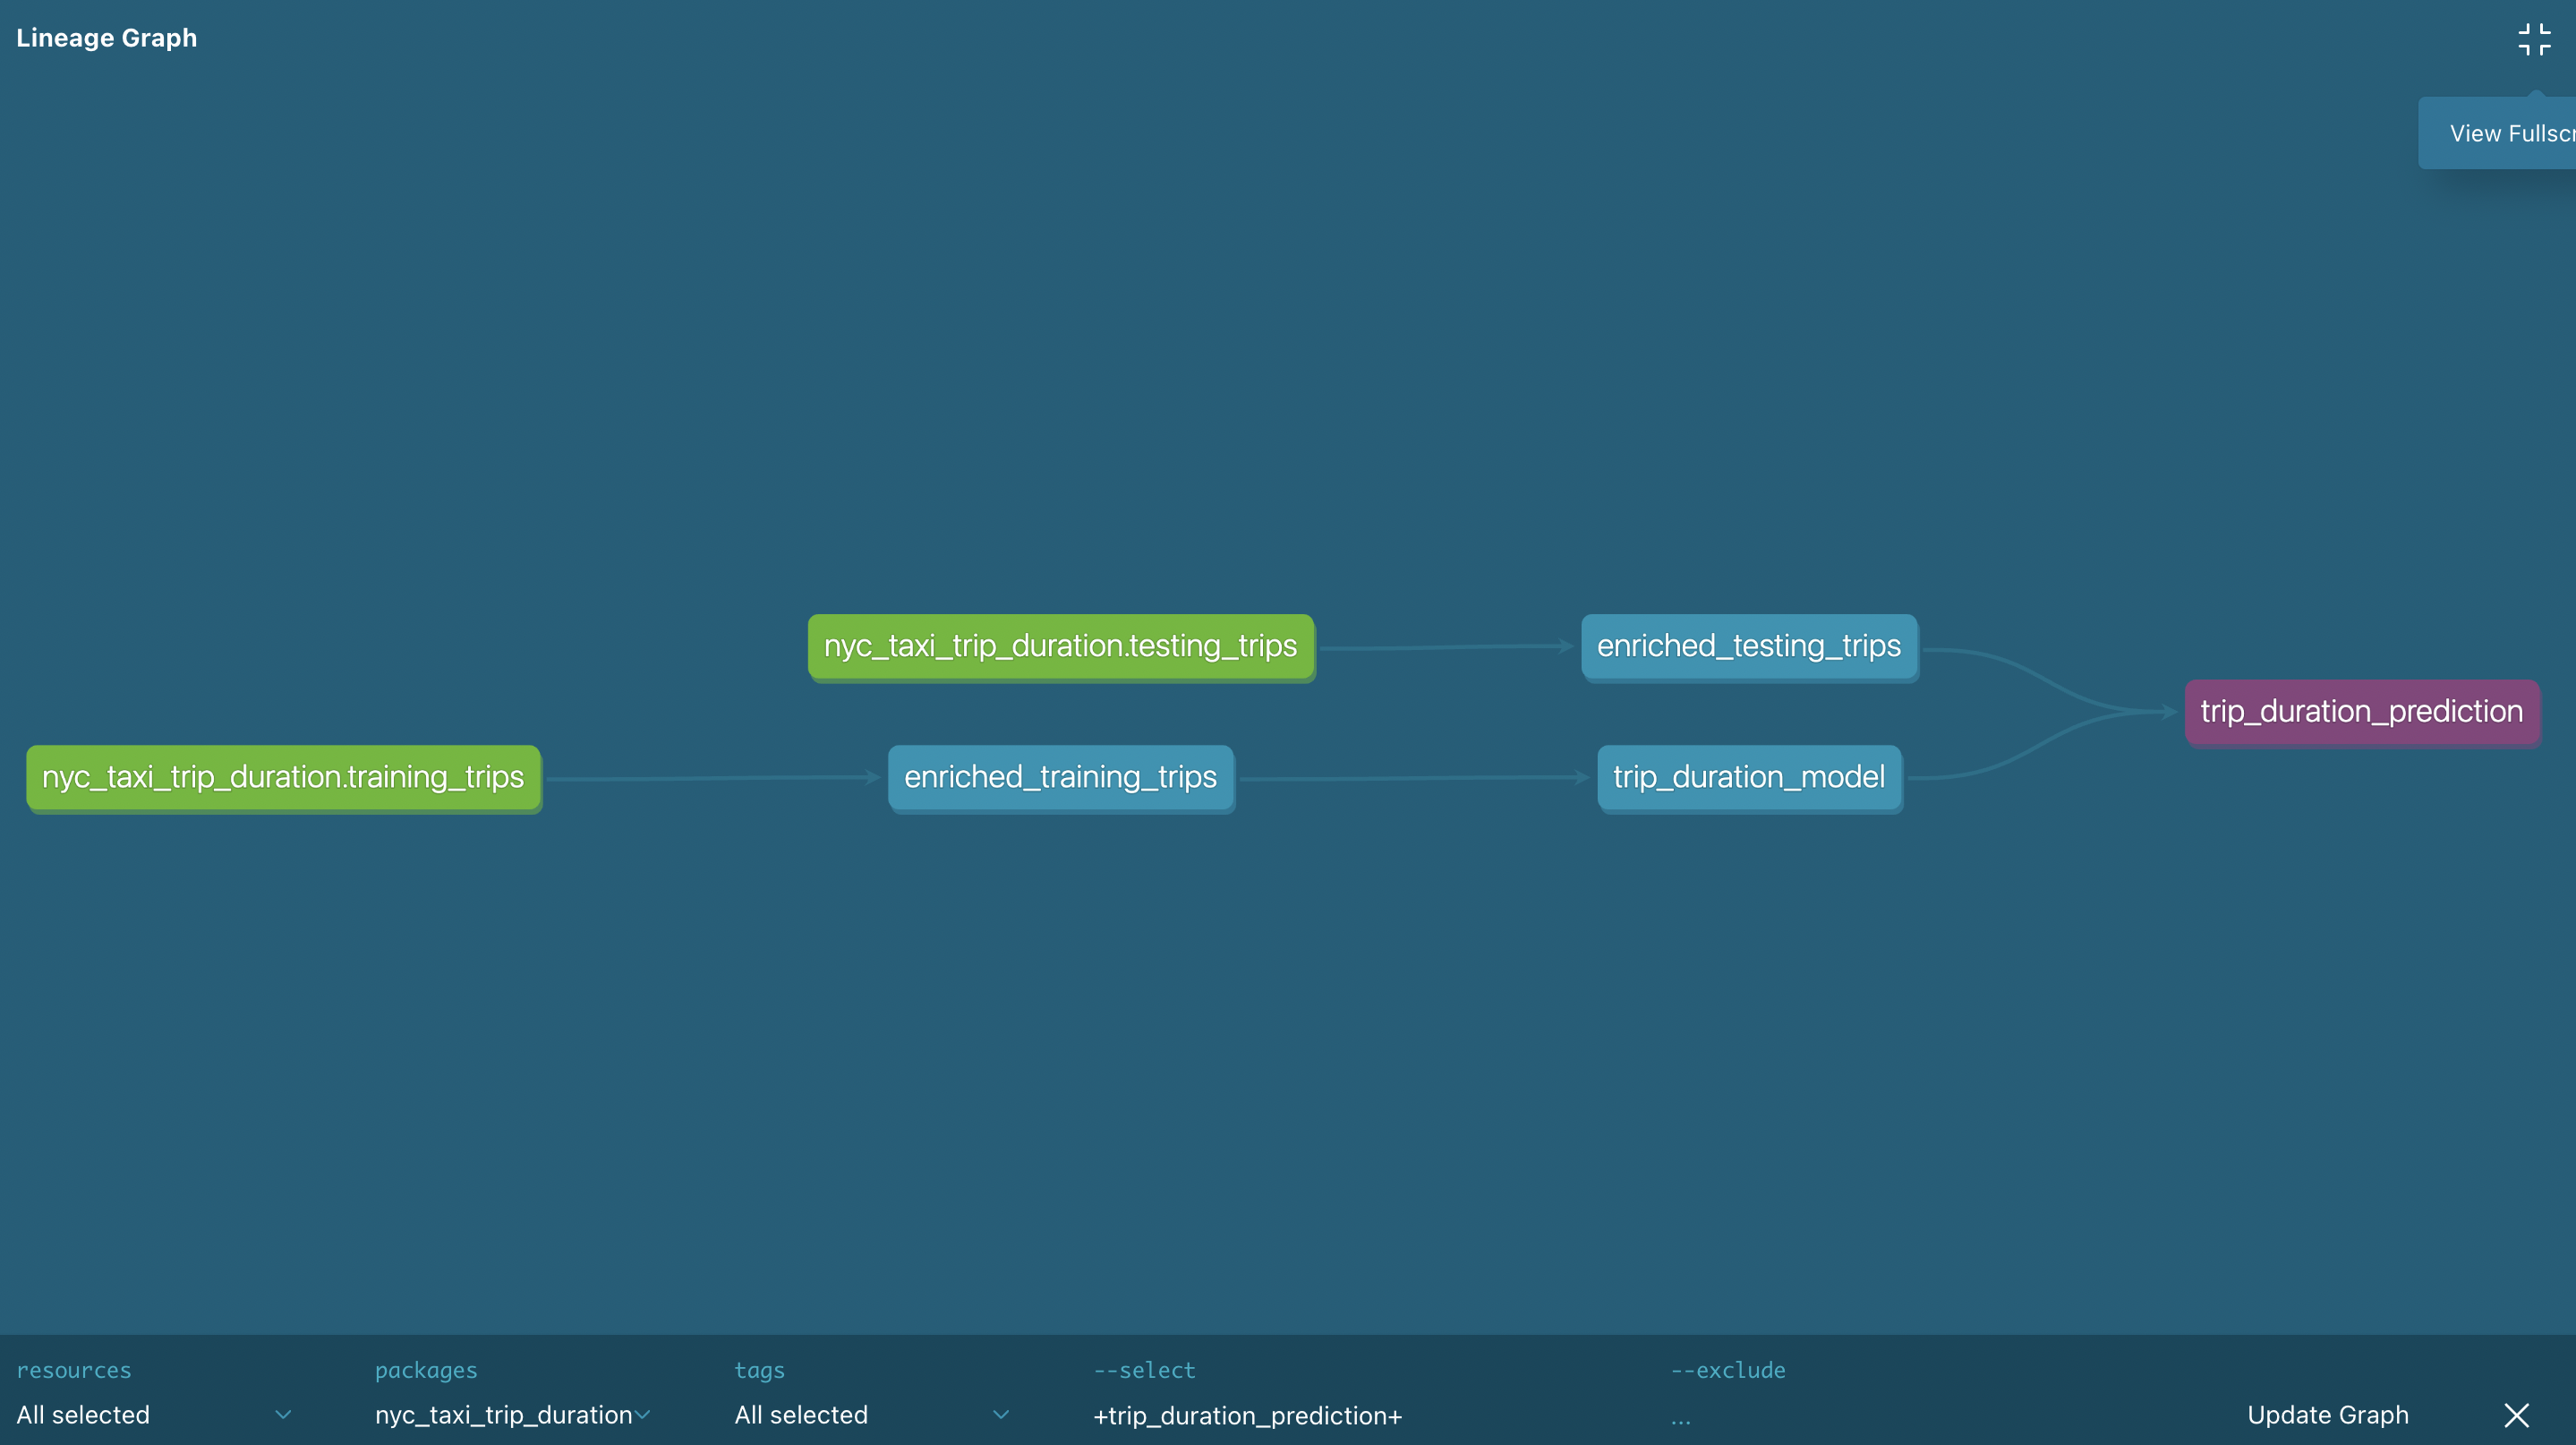 Lineage Graph
View Fullscr
nyc_taxi_trip_duration.testing_trips
enriched_testing_trips
trip_duration_prediction
nyc_taxi_trip_duration.training_trips
enriched_training_trips
trip_duration_model
resources
packages
tags
--select
--exclude
All selected
nyc_taxi_trip_duration
All selected
+trip_duration_prediction+
...
Update Graph